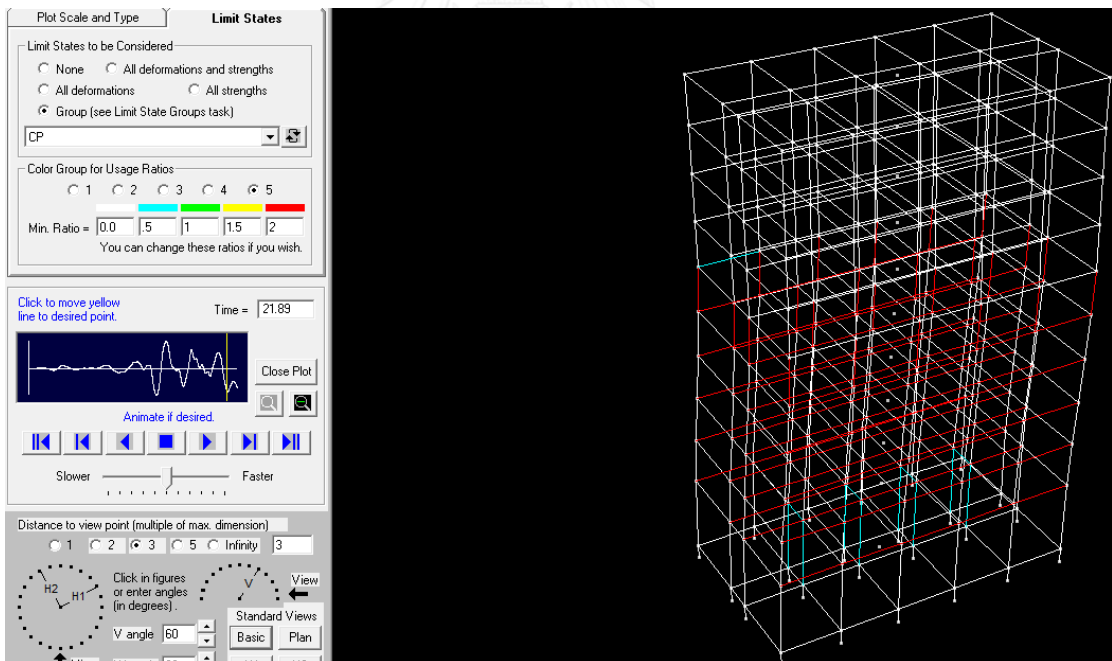 Plot Scale and Type
Limit States
Limit States to be Considered
None All deformations and strengths
All deformations All strengths
Group (see Limit State Groups task)
CP
Color Group for Usage Ratios
1 2 3 4 5
Min. Ratio = 0.0 .5 1 1.5 2
You can change these ratios if you wish.
Click to move yellow
line to desired point.
Time = 21.89
Close Plot
Animate if desired.
Slower Faster
Distance to view point (multiple of max. dimension)
1 2 3 5 Infinity 3
H2 H1
Click in figures
or enter angles
(in degrees) .
V
View
Standard Views
V angle 60
Basic Plan